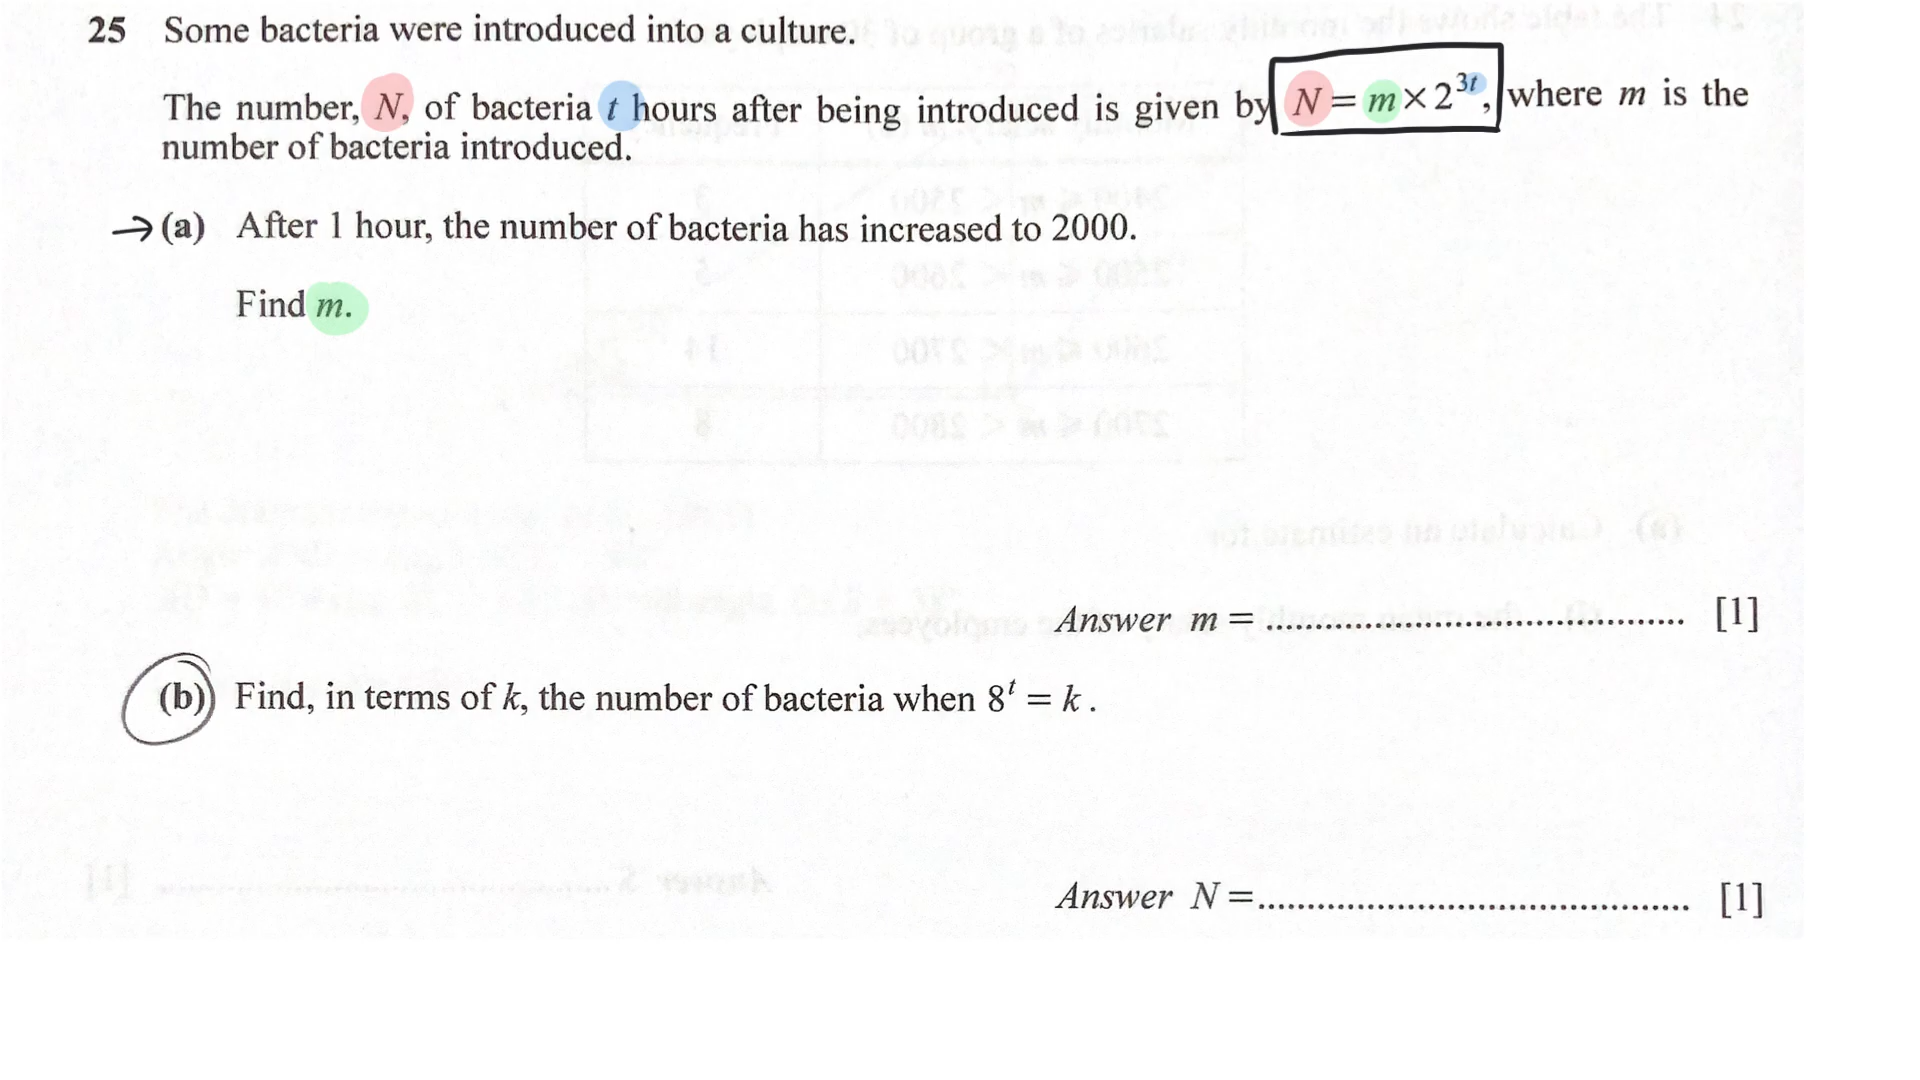 25 Some bacteria were introduced into a culture.
The number, N, of bacteria t hours after being introduced is given by N = m × 2^{3t}, where m is the
number of bacteria introduced.
→ (a) After 1 hour, the number of bacteria has increased to 2000.
Find m.
Answer m = .......................................... [1]
(b) Find, in terms of k, the number of bacteria when 8^t = k .
Answer N = ........................................... [1]